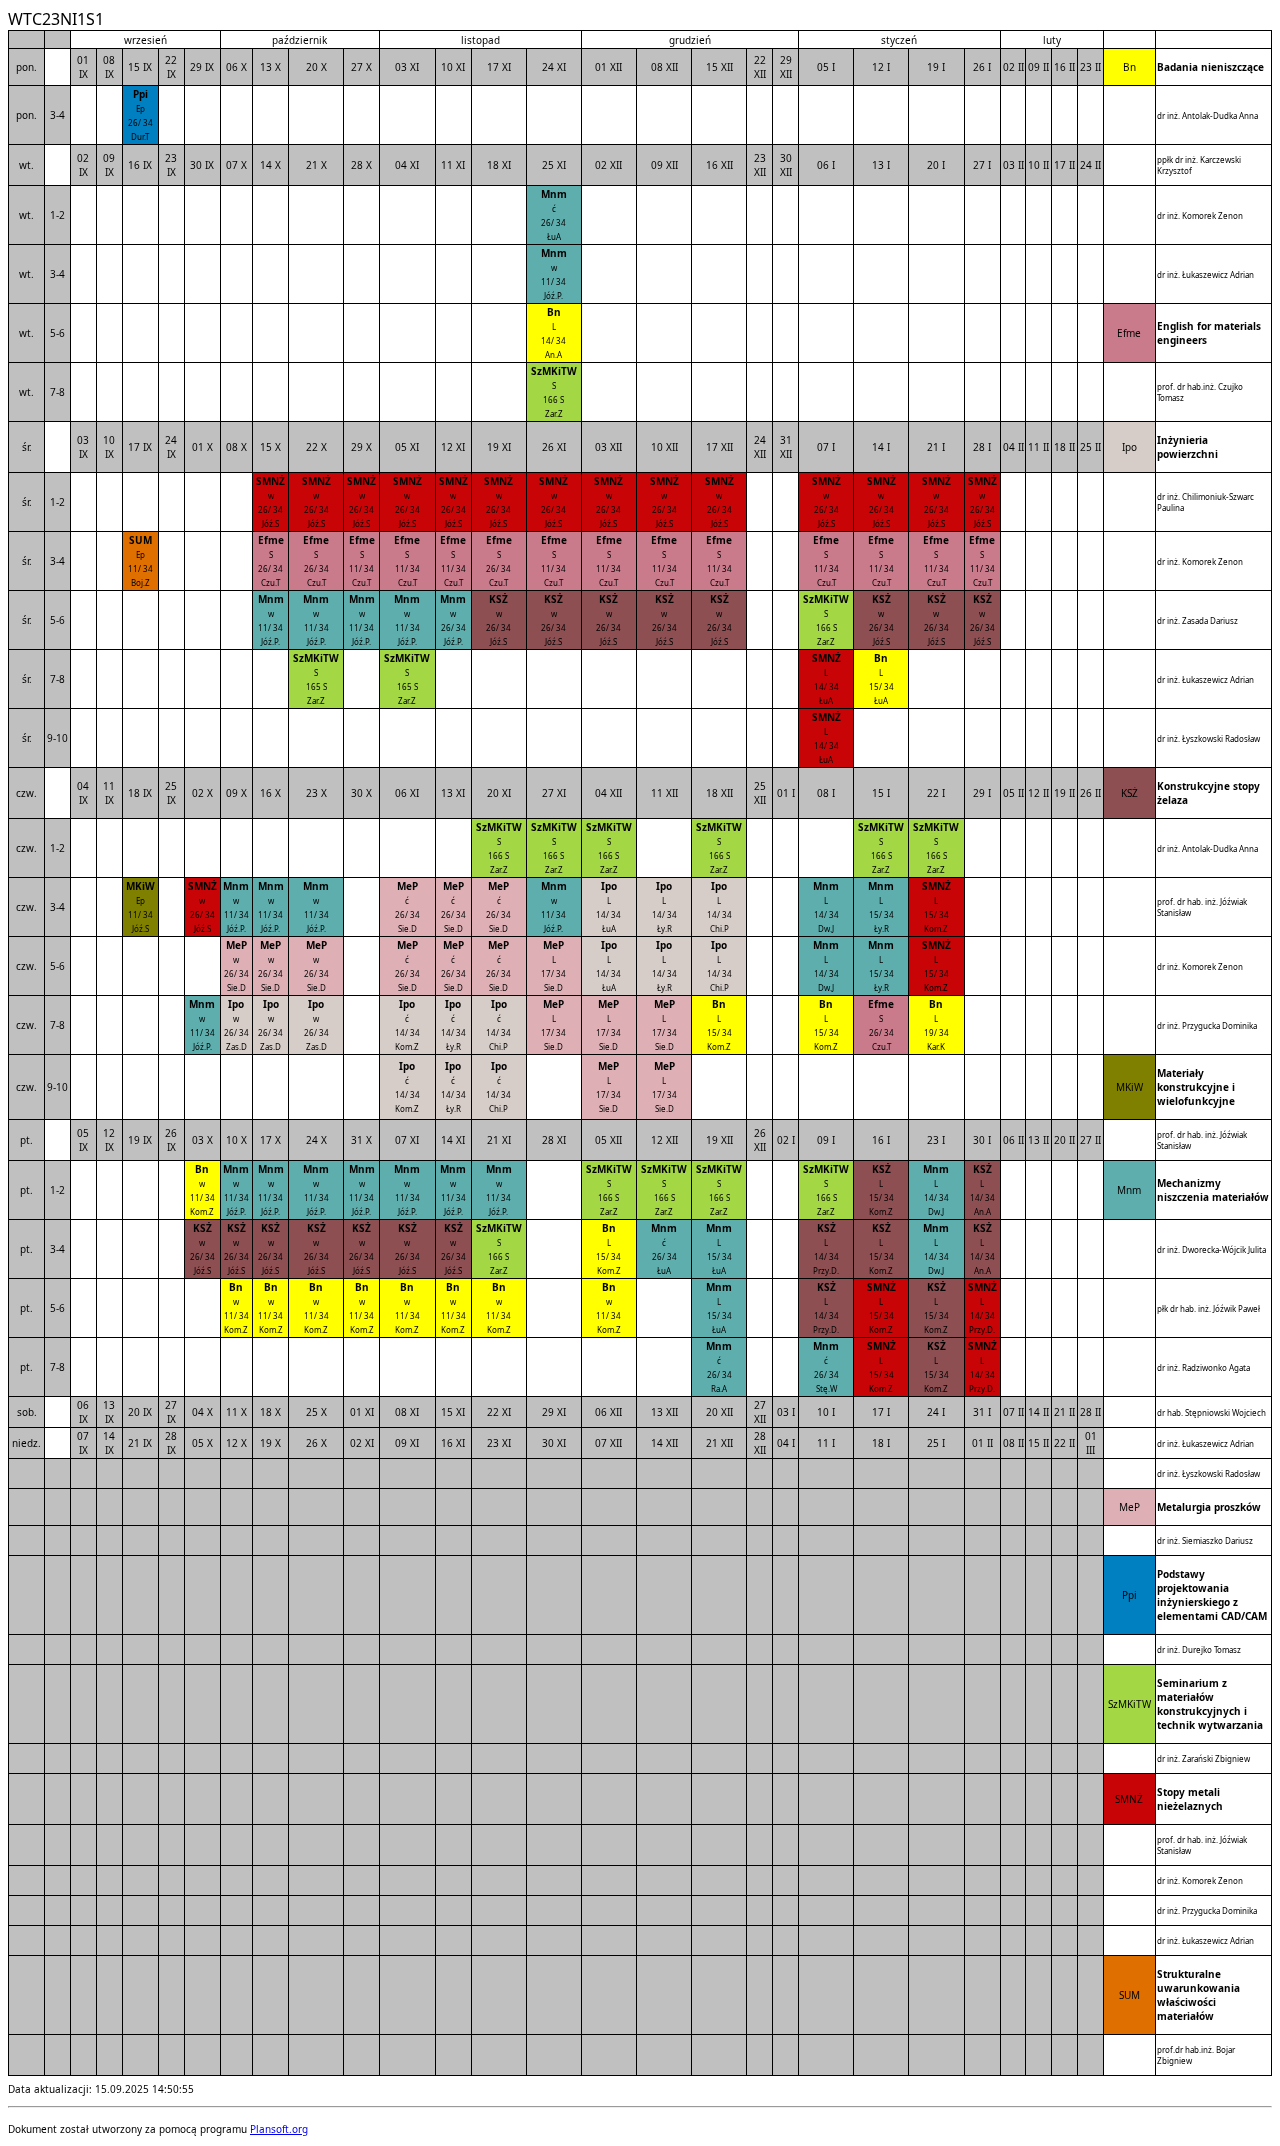 WTC23NI1S1
wrzesień październik listopad grudzień styczeń luty
pon. 01 IX 08 IX 15 IX 22 IX 29 IX 06 X 13 X 20 X 27 X 03 XI 10 XI 17 XI 24 XI 01 XII 08 XII 15 XII 22 XII 29 XII 05 I 12 I 19 I 26 I 02 II 09 II 16 II 23 II Bn Badania nieniszczące
pon. 3-4 Ppi dr inż. Antolak-Dudka Anna
Ep
26/ 34
Dur.T
wt. 02 IX 09 IX 16 IX 23 IX 30 IX 07 X 14 X 21 X 28 X 04 XI 11 XI 18 XI 25 XI 02 XII 09 XII 16 XII 23 XII 30 XII 06 I 13 I 20 I 27 I 03 II 10 II 17 II 24 II ppłk dr inż. Karczewski Krzysztof
wt. 1-2 Mnm dr inż. Komorek Zenon
ć
26/ 34
ŁuA
wt. 3-4 Mnm dr inż. Łukaszewicz Adrian
w
11/ 34
Jóź.P.
wt. 5-6 Bn Efme English for materials engineers
L
14/ 34
An.A
wt. 7-8 SzMKiTW prof. dr hab.inż. Czujko Tomasz
S
166 S
Zar.Z
śr. 03 IX 10 IX 17 IX 24 IX 01 X 08 X 15 X 22 X 29 X 05 XI 12 XI 19 XI 26 XI 03 XII 10 XII 17 XII 24 XII 31 XII 07 I 14 I 21 I 28 I 04 II 11 II 18 II 25 II Ipo Inżynieria powierzchni
śr. 1-2 SMNŻ SMNŻ SMNŻ SMNŻ SMNŻ SMNŻ SMNŻ SMNŻ SMNŻ SMNŻ SMNŻ SMNŻ SMNŻ SMNŻ dr inż. Chilimoniuk-Szwarc Paulina
w w w w w w w w w w w w w w
26/ 34 26/ 34 26/ 34 26/ 34 26/ 34 26/ 34 26/ 34 26/ 34 26/ 34 26/ 34 26/ 34 26/ 34 26/ 34 26/ 34
Jóź.S Jóź.S Jóź.S Jóź.S Jóź.S Jóź.S Jóź.S Jóź.S Jóź.S Jóź.S Jóź.S Jóź.S Jóź.S Jóź.S
śr. 3-4 SUM Efme Efme Efme Efme Efme Efme Efme Efme Efme Efme Efme Efme Efme Efme dr inż. Komorek Zenon
Ep S S S S S S S S S S S S S S
11/ 34 26/ 34 26/ 34 11/ 34 11/ 34 11/ 34 26/ 34 11/ 34 11/ 34 11/ 34 11/ 34 11/ 34 11/ 34 11/ 34 11/ 34
Boj.Z Czu.T Czu.T Czu.T Czu.T Czu.T Czu.T Czu.T Czu.T Czu.T Czu.T Czu.T Czu.T Czu.T Czu.T
śr. 5-6 Mnm Mnm Mnm Mnm Mnm KSŻ KSŻ KSŻ KSŻ KSŻ SzMKiTW KSŻ KSŻ KSŻ dr inż. Zasada Dariusz
w w w w w w w w w w S w w w
11/ 34 11/ 34 11/ 34 11/ 34 26/ 34 26/ 34 26/ 34 26/ 34 26/ 34 26/ 34 166 S 26/ 34 26/ 34 26/ 34
Jóź.P. Jóź.P. Jóź.P. Jóź.P. Jóź.P. Jóź.S Jóź.S Jóź.S Jóź.S Jóź.S Zar.Z Jóź.S Jóź.S Jóź.S
śr. 7-8 SzMKiTW SzMKiTW SMNŻ Bn dr inż. Łukaszewicz Adrian
S S L L
165 S 165 S 14/ 34 15/ 34
Zar.Z Zar.Z ŁuA ŁuA
śr. 9-10 SMNŻ dr inż. Łyszkowski Radosław
L
14/ 34
ŁuA
czw. 04 IX 11 IX 18 IX 25 IX 02 X 09 X 16 X 23 X 30 X 06 XI 13 XI 20 XI 27 XI 04 XII 11 XII 18 XII 25 XII 01 I 08 I 15 I 22 I 29 I 05 II 12 II 19 II 26 II KSŻ Konstrukcyjne stopy żelaza
czw. 1-2 SzMKiTW SzMKiTW SzMKiTW SzMKiTW SzMKiTW SzMKiTW dr inż. Antolak-Dudka Anna
S S S S S S
166 S 166 S 166 S 166 S 166 S 166 S
Zar.Z Zar.Z Zar.Z Zar.Z Zar.Z Zar.Z
czw. 3-4 MKiW SMNŻ Mnm Mnm Mnm MeP MeP MeP Mnm Ipo Ipo Ipo Mnm Mnm SMNŻ prof. dr hab. inż. Jóźwiak Stanisław
Ep w w w w ć ć ć w L L L L L L
11/ 34 26/ 34 11/ 34 11/ 34 11/ 34 26/ 34 26/ 34 26/ 34 11/ 34 14/ 34 14/ 34 14/ 34 14/ 34 15/ 34 15/ 34
Jóź.S Jóź.S Jóź.P. Jóź.P. Jóź.P. Sie.D Sie.D Sie.D Jóź.P. ŁuA Ły.R Chi.P Dw.J Ły.R Kom.Z
czw. 5-6 MeP MeP MeP MeP MeP MeP MeP Ipo Ipo Ipo Mnm Mnm SMNŻ dr inż. Komorek Zenon
w w w ć ć ć L L L L L L L
26/ 34 26/ 34 26/ 34 26/ 34 26/ 34 26/ 34 17/ 34 14/ 34 14/ 34 14/ 34 14/ 34 15/ 34 15/ 34
Sie.D Sie.D Sie.D Sie.D Sie.D Sie.D Sie.D ŁuA Ły.R Chi.P Dw.J Ły.R Kom.Z
czw. 7-8 Mnm Ipo Ipo Ipo Ipo Ipo Ipo MeP MeP MeP Bn Bn Efme Bn dr inż. Przygucka Dominika
w w w w ć ć ć L L L L L S L
11/ 34 26/ 34 26/ 34 26/ 34 14/ 34 14/ 34 14/ 34 17/ 34 17/ 34 17/ 34 15/ 34 15/ 34 26/ 34 19/ 34
Jóź.P. Zas.D Zas.D Zas.D Kom.Z Ły.R Chi.P Sie.D Sie.D Sie.D Kom.Z Kom.Z Czu.T Kar.K
czw. 9-10 Ipo Ipo Ipo MeP MeP MKiW Materiały konstrukcyjne i wielofunkcyjne
ć ć ć L L
14/ 34 14/ 34 14/ 34 17/ 34 17/ 34
Kom.Z Ły.R Chi.P Sie.D Sie.D
pt. 05 IX 12 IX 19 IX 26 IX 03 X 10 X 17 X 24 X 31 X 07 XI 14 XI 21 XI 28 XI 05 XII 12 XII 19 XII 26 XII 02 I 09 I 16 I 23 I 30 I 06 II 13 II 20 II 27 II prof. dr hab. inż. Jóźwiak Stanisław
pt. 1-2 Bn Mnm Mnm Mnm Mnm Mnm Mnm Mnm SzMKiTW SzMKiTW SzMKiTW SzMKiTW KSŻ Mnm KSŻ Mnm Mechanizmy niszczenia materiałów
w w w w w w w w S S S S L L L
11/ 34 11/ 34 11/ 34 11/ 34 11/ 34 11/ 34 11/ 34 11/ 34 166 S 166 S 166 S 166 S 15/ 34 14/ 34 14/ 34
Kom.Z Jóź.P. Jóź.P. Jóź.P. Jóź.P. Jóź.P. Jóź.P. Jóź.P. Zar.Z Zar.Z Zar.Z Zar.Z Kom.Z Dw.J An.A
pt. 3-4 KSŻ KSŻ KSŻ KSŻ KSŻ KSŻ KSŻ SzMKiTW Bn Mnm Mnm KSŻ KSŻ Mnm KSŻ dr inż. Dworecka-Wójcik Julita
w w w w w w w S L ć L L L L L
26/ 34 26/ 34 26/ 34 26/ 34 26/ 34 26/ 34 26/ 34 166 S 15/ 34 26/ 34 15/ 34 14/ 34 15/ 34 14/ 34 14/ 34
Jóź.S Jóź.S Jóź.S Jóź.S Jóź.S Jóź.S Jóź.S Zar.Z Kom.Z ŁuA ŁuA Przy.D. Kom.Z Dw.J An.A
pt. 5-6 Bn Bn Bn Bn Bn Bn Bn Bn Mnm KSŻ SMNŻ KSŻ SMNŻ płk dr hab. inż. Jóźwik Paweł
w w w w w w w w L L L L L
11/ 34 11/ 34 11/ 34 11/ 34 11/ 34 11/ 34 11/ 34 11/ 34 15/ 34 14/ 34 15/ 34 15/ 34 14/ 34
Kom.Z Kom.Z Kom.Z Kom.Z Kom.Z Kom.Z Kom.Z Kom.Z ŁuA Przy.D. Kom.Z Kom.Z Przy.D.
pt. 7-8 Mnm Mnm SMNŻ KSŻ SMNŻ dr inż. Radziwonko Agata
ć ć L L L
26/ 34 26/ 34 15/ 34 15/ 34 14/ 34
Ra.A Stę.W Kom.Z Kom.Z Przy.D.
sob. 06 IX 13 IX 20 IX 27 IX 04 X 11 X 18 X 25 X 01 XI 08 XI 15 XI 22 XI 29 XI 06 XII 13 XII 20 XII 27 XII 03 I 10 I 17 I 24 I 31 I 07 II 14 II 21 II 28 II dr hab. Stępniowski Wojciech
niedz. 07 IX 14 IX 21 IX 28 IX 05 X 12 X 19 X 26 X 02 XI 09 XI 16 XI 23 XI 30 XI 07 XII 14 XII 21 XII 28 XII 04 I 11 I 18 I 25 I 01 II 08 II 15 II 22 II 01 III dr inż. Łukaszewicz Adrian
dr inż. Łyszkowski Radosław
MeP Metalurgia proszków
dr inż. Siemiaszko Dariusz
Ppi Podstawy projektowania inżynierskiego z elementami CAD/CAM
dr inż. Durejko Tomasz
SzMKiTW Seminarium z materiałów konstrukcyjnych i technik wytwarzania
dr inż. Zarański Zbigniew
SMNŻ Stopy metali nieżelaznych
prof. dr hab. inż. Jóźwiak Stanisław
dr inż. Komorek Zenon
dr inż. Przygucka Dominika
dr inż. Łukaszewicz Adrian
SUM Strukturalne uwarunkowania właściwości materiałów
prof.dr hab.inż. Bojar Zbigniew
Data aktualizacji: 15.09.2025 14:50:55
Dokument został utworzony za pomocą programu Plansoft.org